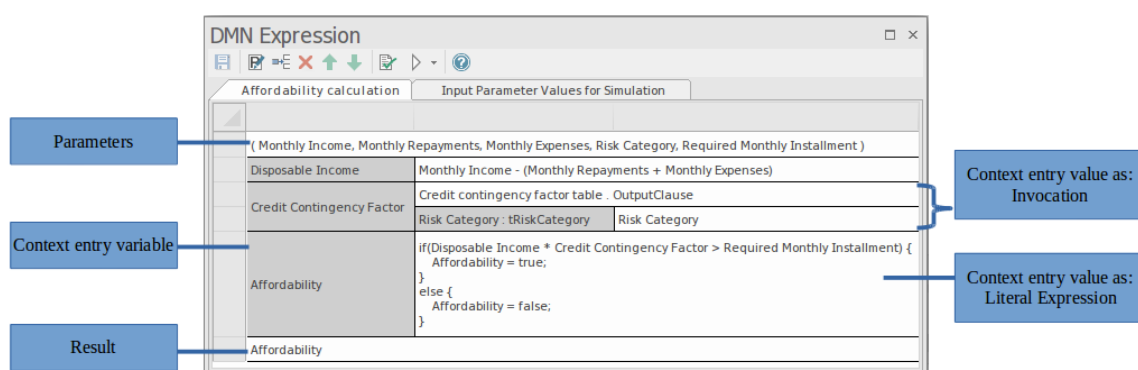 DMN Expression
Affordability calculation
Input Parameter Values for Simulation
Parameters
( Monthly Income, Monthly Repayments, Monthly Expenses, Risk Category, Required Monthly Installment )
Disposable Income
Monthly Income - (Monthly Repayments + Monthly Expenses)
Credit Contingency Factor
Credit contingency factor table . OutputClause
Risk Category : tRiskCategory
Risk Category
Context entry value as:
Invocation
Context entry variable
Affordability
if(Disposable Income * Credit Contingency Factor > Required Monthly Installment) {
Affordability = true;
}
else {
Affordability = false;
}
Context entry value as:
Literal Expression
Result
Affordability